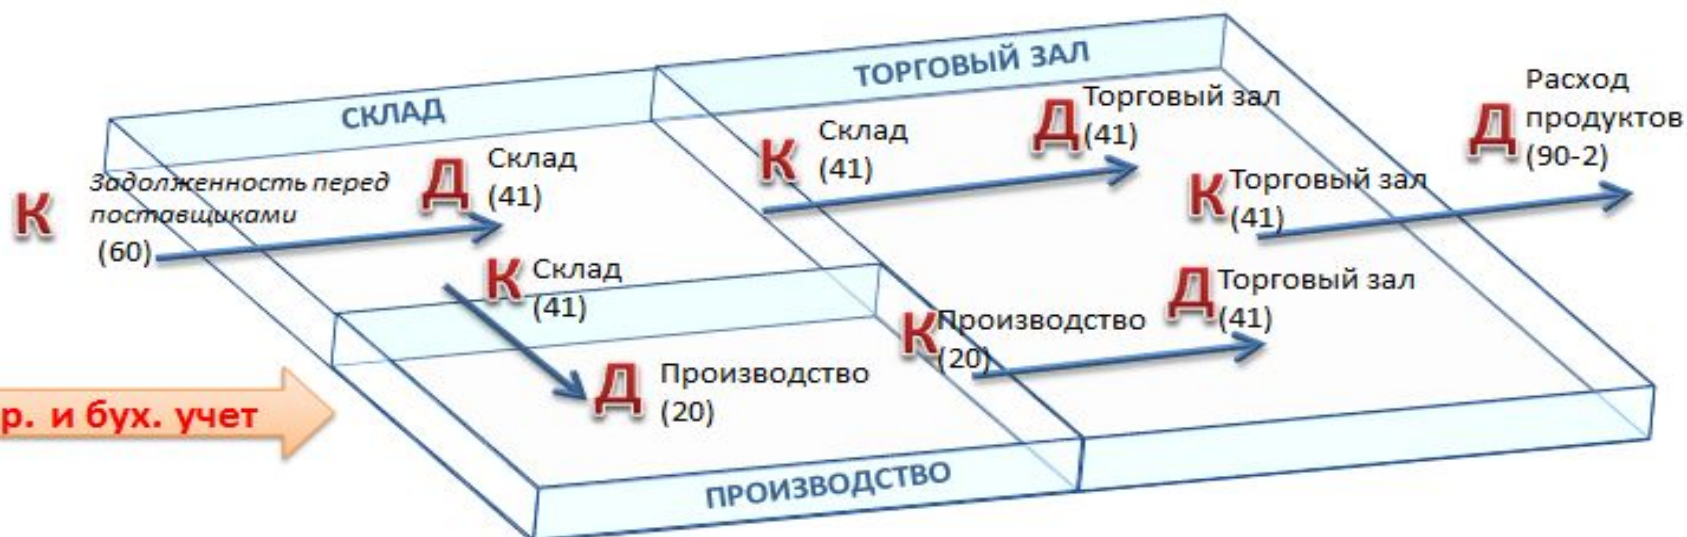 СКЛАД
ТОРГОВЫЙ ЗАЛ
К
Задолженность перед
поставщиками
(60)
Д
Склад
(41)
К
Склад
(41)
Д
Торговый зал
(41)
К
Торговый зал
(41)
Д
Расход
продуктов
(90-2)
К
Склад
(41)
Д
Производство
(20)
К
Производство
(20)
Д
Торговый зал
(41)
р. и бух. учет
ПРОИЗВОДСТВО